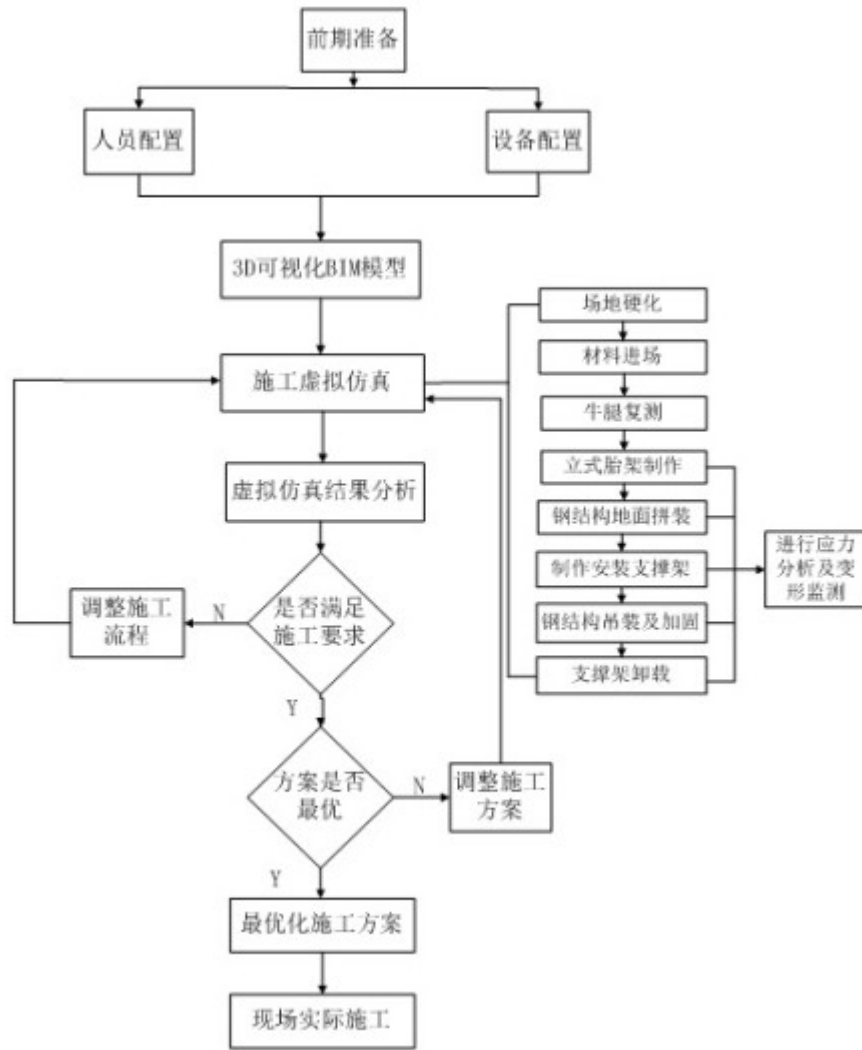 前期准备
人员配置
设备配置
3D可视化BIM模型
施工虚拟仿真
虚拟仿真结果分析
是否满足
施工要求
N
调整施工
流程
Y
方案是否
最优
N
调整施工
方案
Y
最优化施工方案
现场实际施工
场地硬化
材料进场
牛腿复测
立式胎架制作
钢结构地面拼装
制作安装支撑架
钢结构吊装及加固
支撑架卸载
进行应力
分析及变
形监测